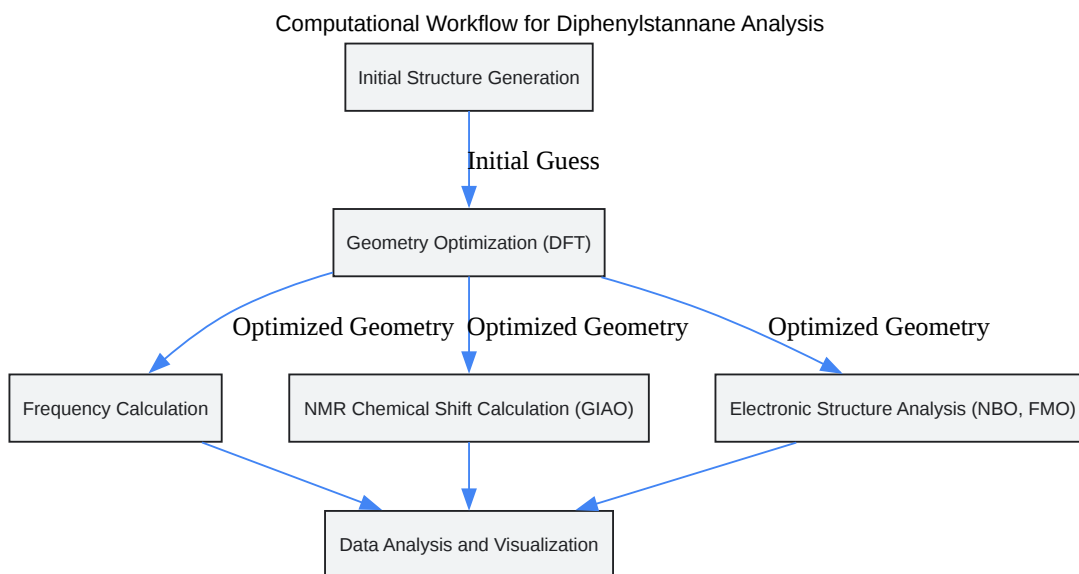 Computational Workflow for Diphenylstannane Analysis
Initial Structure Generation
Initial Guess
Geometry Optimization (DFT)
Optimized Geometry
Optimized Geometry
Optimized Geometry
Frequency Calculation
NMR Chemical Shift Calculation (GIAO)
Electronic Structure Analysis (NBO, FMO)
Data Analysis and Visualization